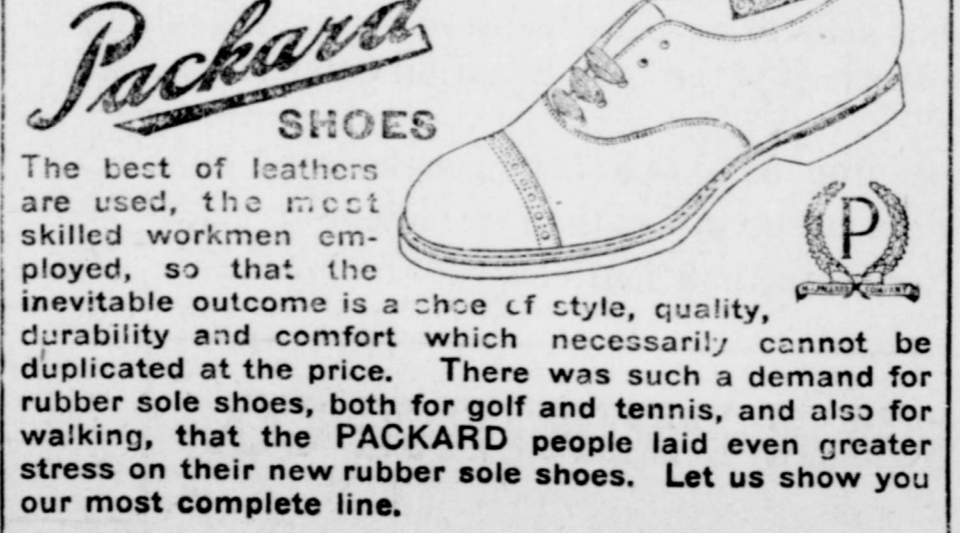 Packard
SHOES
The best of leathers
are used, the most
skilled workmen em-
ployed, so that the
inevitable outcome is a shoe of style, quality,
durability and comfort which necessarily cannot be
duplicated at the price. There was such a demand for
rubber sole shoes, both for golf and tennis, and also for
walking, that the PACKARD people laid even greater
stress on their new rubber sole shoes. Let us show you
our most complete line.
P
COMPANY